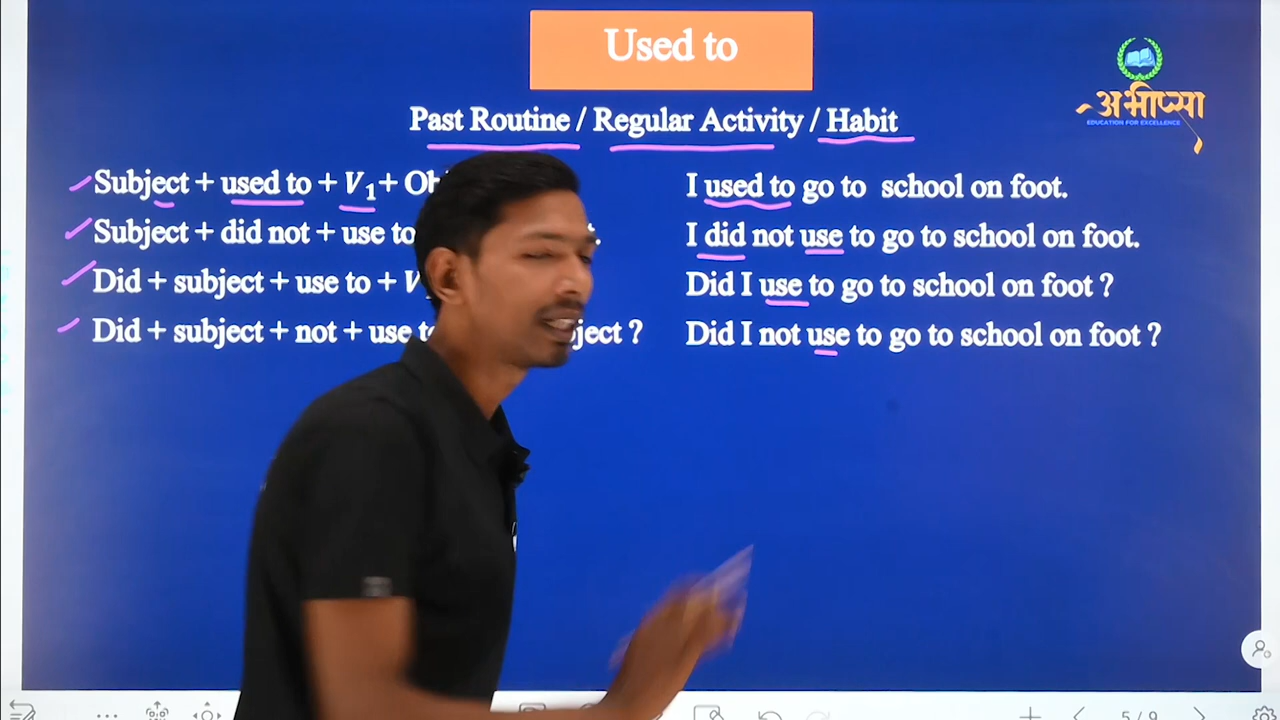 Used to
अभीप्सा
EDUCATION FOR EXCELLENCE
Past Routine / Regular Activity / Habit
Subject + used to + V1 + I used to go to school on foot.
Subject + did not + use to I did not use to go to school on foot.
Did + subject + use to + Did I use to go to school on foot ?
Did + subject + not + use ? Did I not use to go to school on foot ?
5 / 9